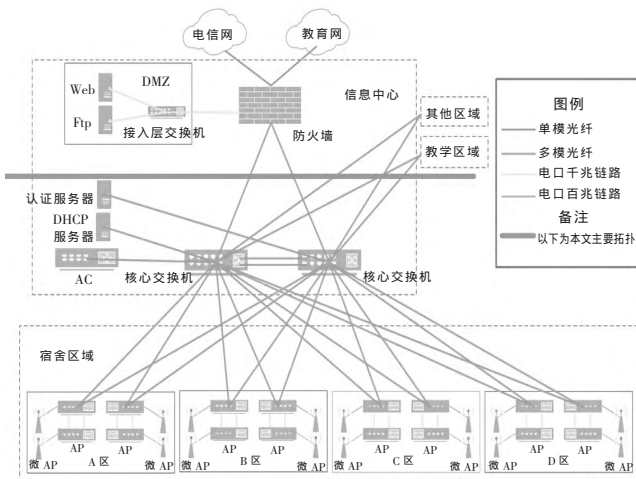 电信网
教育网
DMZ
Web
Ftp
接入层交换机
信息中心
防火墙
其他区域
教学区域
图例
单模光纤
多模光纤
电口千兆链路
电口百兆链路
备注
以下为本文主要拓扑
认证服务器
DHCP
服务器
AC
核心交换机
核心交换机
宿舍区域
AP
AP
AP
AP
AP
AP
AP
AP
微 AP
A 区
微 AP
微 AP
B 区
微 AP
微 AP
C 区
微 AP
微 AP
D 区
微 AP